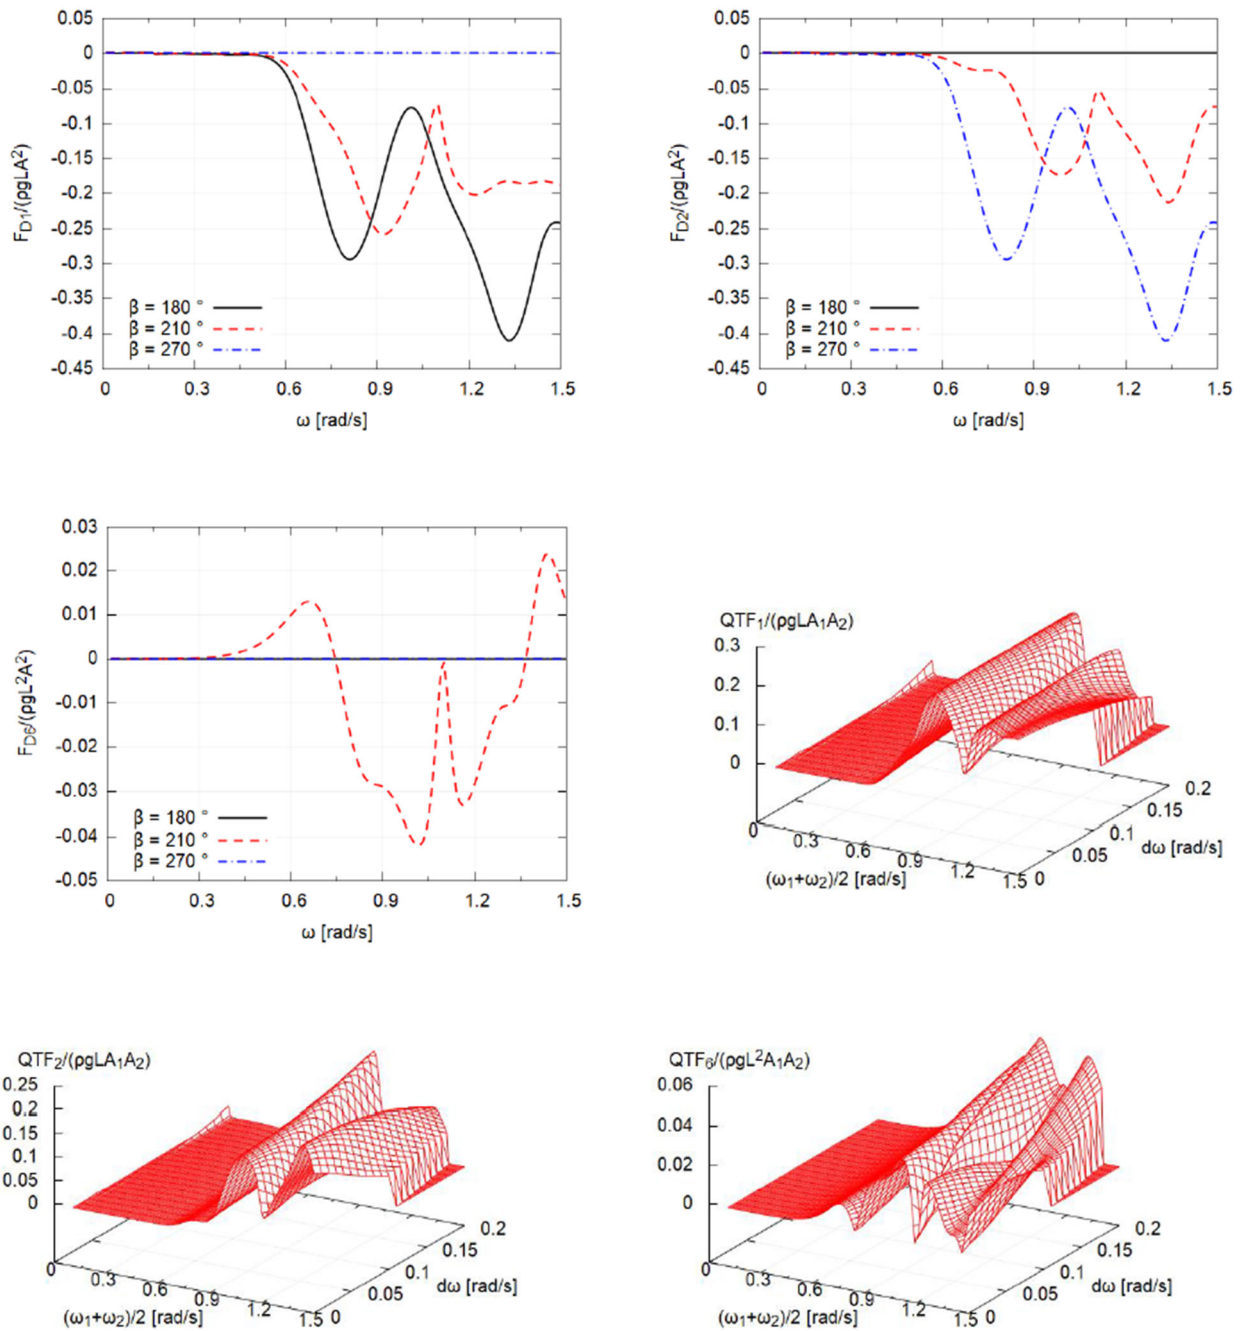 F_D1/(ρgLA²)
0.05
0
-0.05
-0.1
-0.15
-0.2
-0.25
-0.3
-0.35
-0.4
-0.45
β = 180 °
β = 210 °
β = 270 °
0 0.3 0.6 0.9 1.2 1.5
ω [rad/s]
F_D2/(ρgLA²)
0.05
0
-0.05
-0.1
-0.15
-0.2
-0.25
-0.3
-0.35
-0.4
-0.45
β = 180 °
β = 210 °
β = 270 °
0 0.3 0.6 0.9 1.2 1.5
ω [rad/s]
F_D6/(ρgL²A²)
0.03
0.02
0.01
0
-0.01
-0.02
-0.03
-0.04
-0.05
β = 180 °
β = 210 °
β = 270 °
0 0.3 0.6 0.9 1.2 1.5
ω [rad/s]
QTF₁/(ρgLA₁A₂)
0.3
0.2
0.1
0
0 0.3 0.6 0.9 1.2 1.5
(ω₁+ω₂)/2 [rad/s]
0 0.05 0.1 0.15 0.2
dω [rad/s]
QTF₂/(ρgLA₁A₂)
0.25
0.2
0.15
0.1
0.05
0
0 0.3 0.6 0.9 1.2 1.5
(ω₁+ω₂)/2 [rad/s]
0 0.05 0.1 0.15 0.2
dω [rad/s]
QTF₆/(ρgL²A₁A₂)
0.06
0.04
0.02
0
0 0.3 0.6 0.9 1.2 1.5
(ω₁+ω₂)/2 [rad/s]
0 0.05 0.1 0.15 0.2
dω [rad/s]